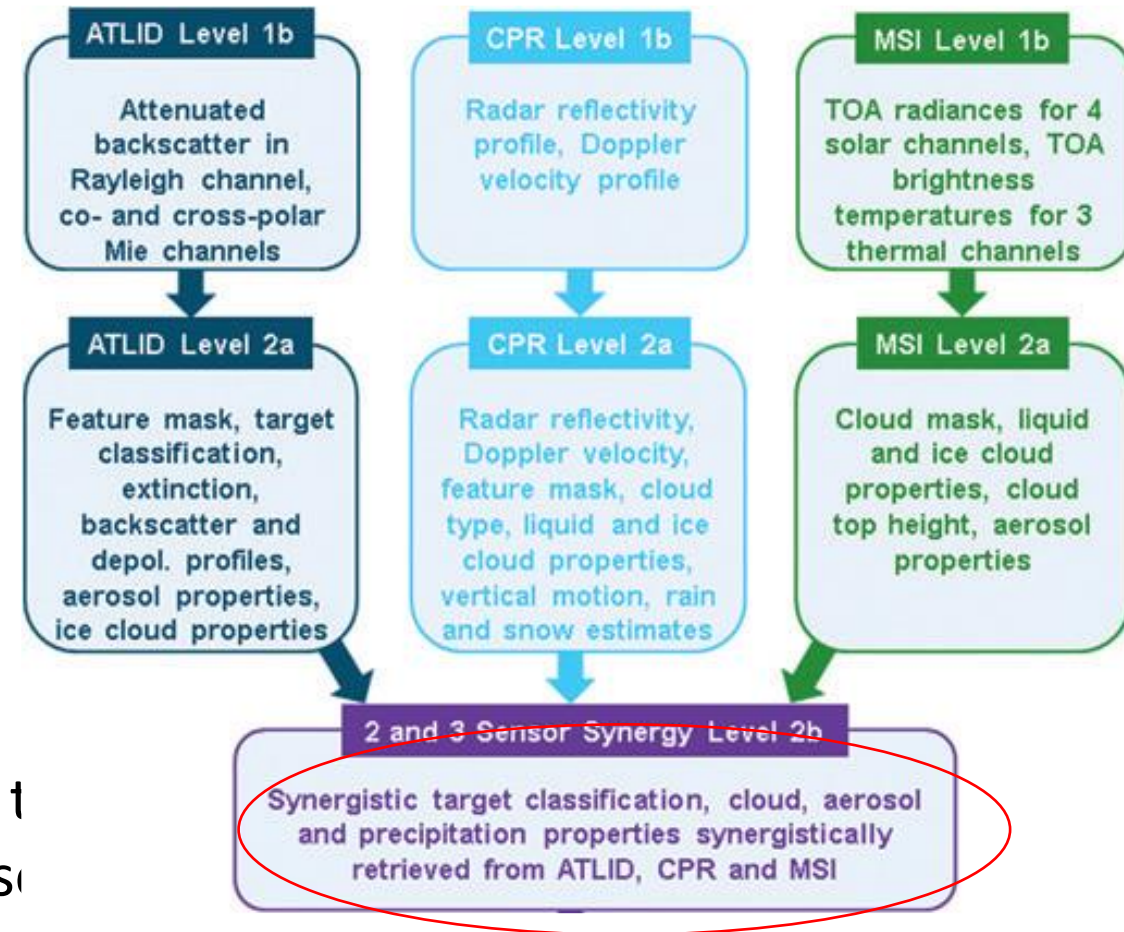 ATLID Level 1b
Attenuated
backscatter in
Rayleigh channel,
co- and cross-polar
Mie channels
CPR Level 1b
Radar reflectivity
profile, Doppler
velocity profile
MSI Level 1b
TOA radiances for 4
solar channels, TOA
brightness
temperatures for 3
thermal channels
ATLID Level 2a
Feature mask, target
classification,
extinction,
backscatter and
depol. profiles,
aerosol properties,
ice cloud properties
CPR Level 2a
Radar reflectivity,
Doppler velocity,
feature mask, cloud
type, liquid and ice
cloud properties,
vertical motion, rain
and snow estimates
MSI Level 2a
Cloud mask, liquid
and ice cloud
properties, cloud
top height, aerosol
properties
2 and 3 Sensor Synergy Level 2b
Synergistic target classification, cloud, aerosol
and precipitation properties synergistically
retrieved from ATLID, CPR and MSI